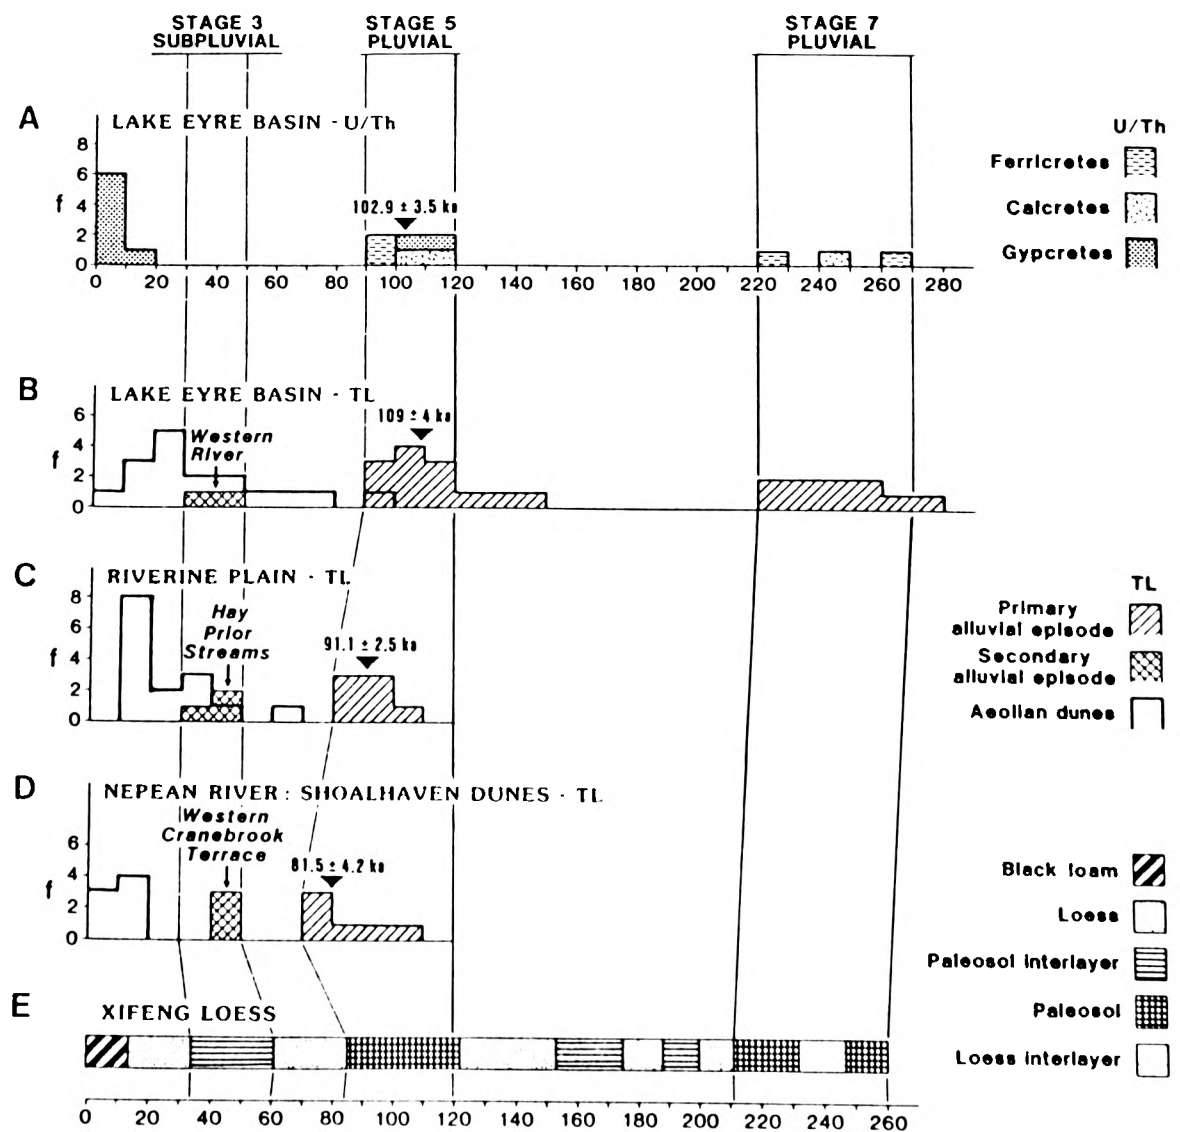 STAGE 3
SUBPLUVIAL
STAGE 5
PLUVIAL
STAGE 7
PLUVIAL
A
LAKE EYRE BASIN - U/Th
8
6
f 4
2
0
102.9 ± 3.5 ka
0 20 40 60 80 100 120 140 160 180 200 220 240 260 280
U/Th
Ferricretes
Calcretes
Gypcretes
B
LAKE EYRE BASIN - TL
6
4
f
2
0
Western
River
109 ± 4 ka
C
RIVERINE PLAIN - TL
8
6
f 4
2
0
Hay
Prior
Streams
91.1 ± 2.5 ka
TL
Primary
alluvial episode
Secondary
alluvial episode
Aeolian dunes
D
NEPEAN RIVER : SHOALHAVEN DUNES - TL
6
4
f
2
0
Western
Cranebrook
Terrace
81.5 ± 4.2 ka
Black loam
Loess
Paleosol interlayer
Paleosol
Loess interlayer
E
XIFENG LOESS
0 20 40 60 80 100 120 140 160 180 200 220 240 260